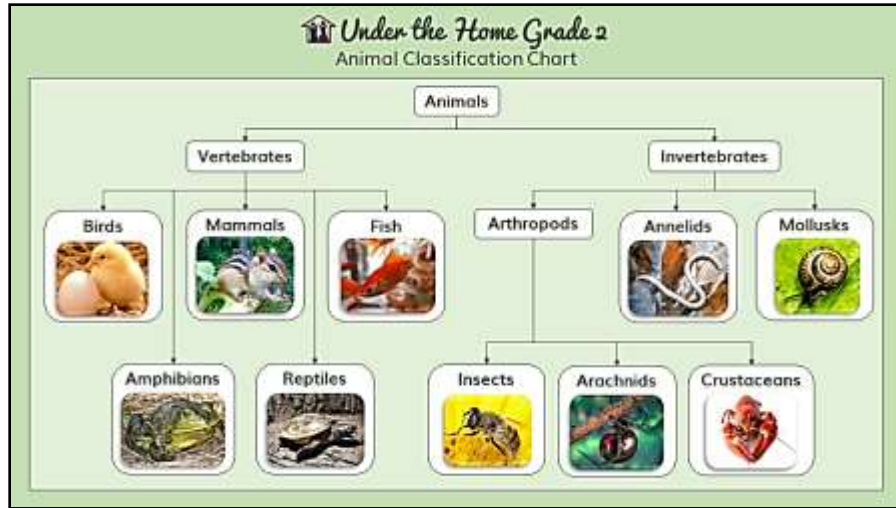 Under the Home Grade 2
Animal Classification Chart
Animals
Vertebrates
Invertebrates
Birds
Mammals
Fish
Arthropods
Annelids
Mollusks
Amphibians
Reptiles
Insects
Arachnids
Crustaceans